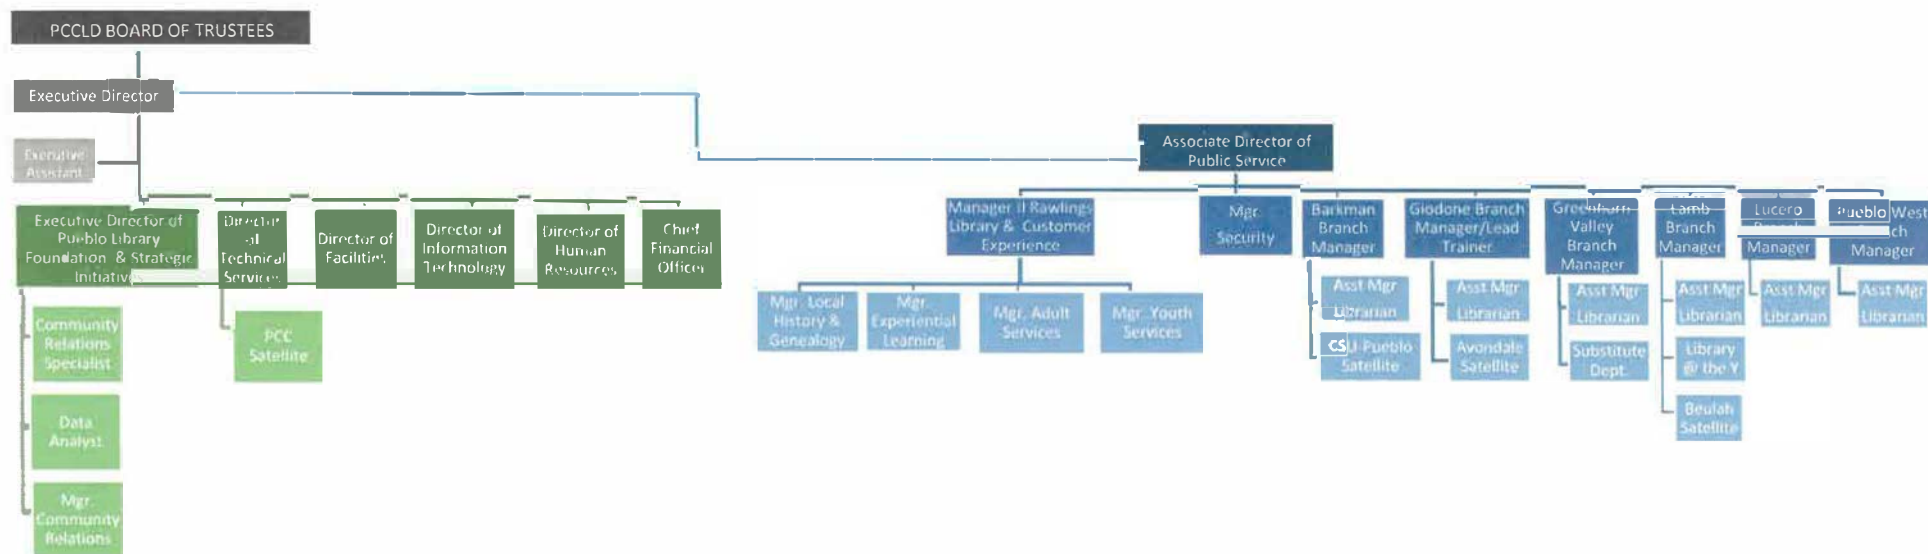 PCCLD BOARD OF TRUSTEES
Executive Director
Executive
Assistant
Associate Director of
Public Service
Executive Director of
Pueblo Library
Foundation & Strategic
Initiatives
Director
of
Technical
Services
Director of
Facilities
Director of
Information
Technology
Director of
Human
Resources
Chief
Financial
Officer
Community
Relations
Specialist
Data
Analyst
Mgr.
Community
Relations
PCC
Satellite
Manager II Rawlings
Library & Customer
Experience
Mgr. Local
History &
Genealogy
Mgr.
Experiential
Learning
Mgr. Adult
Services
Mgr. Youth
Services
Mgr.
Security
Barkman
Branch
Manager
Asst Mgr
Librarian
CSU-Pueblo
Satellite
Giodone Branch
Manager/Lead
Trainer
Asst Mgr
Librarian
Avondale
Satellite
Greenhorn
Valley
Branch
Manager
Asst Mgr
Librarian
Substitute
Dept.
Lamb
Branch
Manager
Asst Mgr
Librarian
Library
@ the Y
Beulah
Satellite
Lucero
Manager
Asst Mgr
Librarian
Pueblo West
Manager
Asst Mgr
Librarian